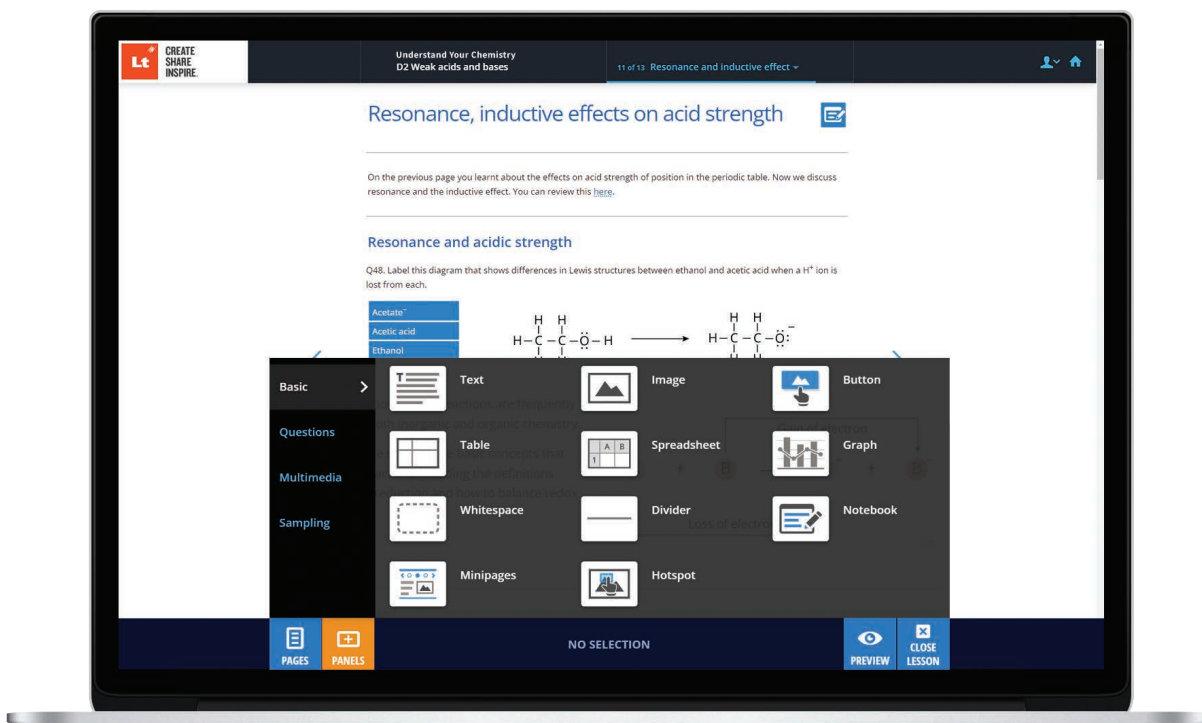 Lt
CREATE
SHARE
INSPIRE.
Understand Your Chemistry
D2 Weak acids and bases
11 of 13 Resonance and inductive effect
Resonance, inductive effects on acid strength
On the previous page you learnt about the effects on acid strength of position in the periodic table. Now we discuss
resonance and the inductive effect. You can review this here.
Resonance and acidic strength
Q48. Label this diagram that shows differences in Lewis structures between ethanol and acetic acid when a H⁺ ion is
lost from each.
Acetate⁻
Acetic acid
Ethanol
H H
H–C–C–Ö–H
H H
H H
H–C–C–Ö:⁻
H H
Basic
Questions
Multimedia
Sampling
Text
Image
Button
Table
Spreadsheet
A B
1
Graph
Whitespace
Divider
Notebook
Minipages
Hotspot
PAGES
PANELS
NO SELECTION
PREVIEW
CLOSE
LESSON